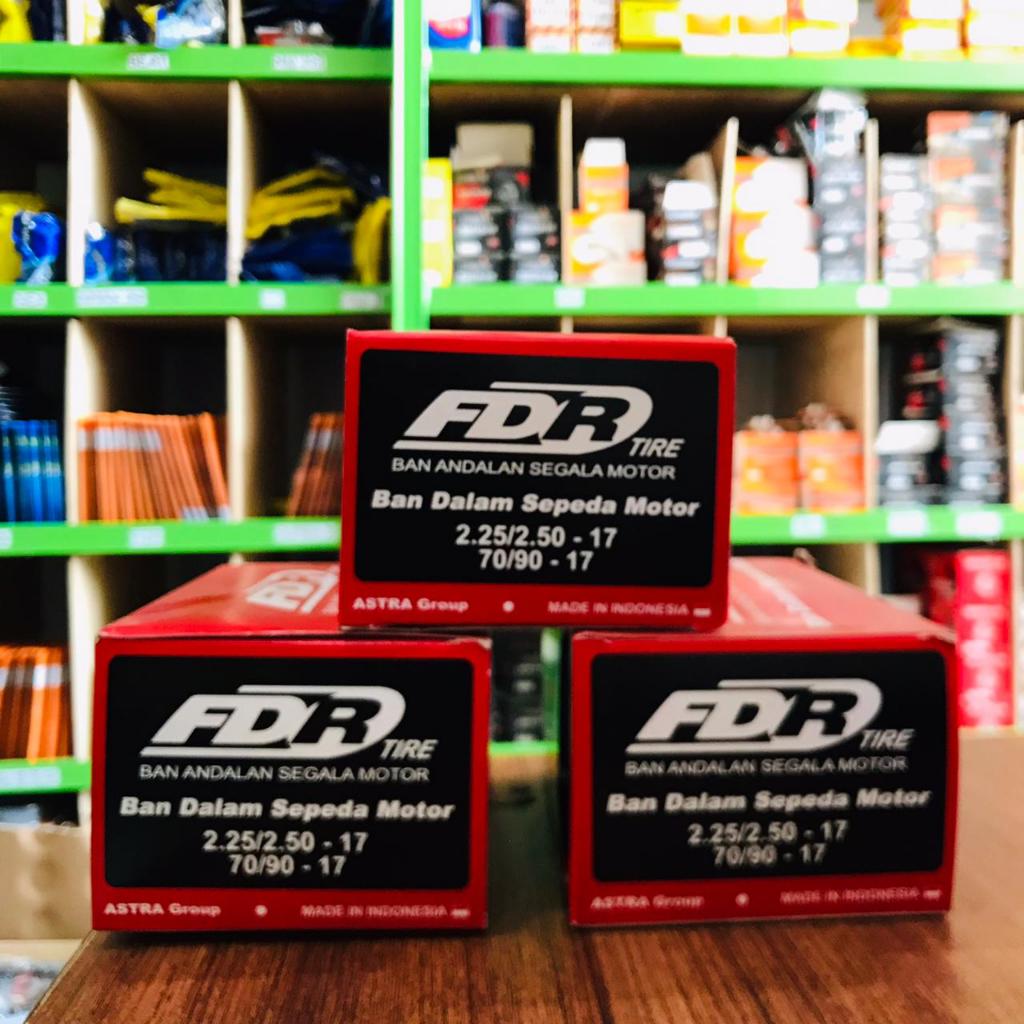 FDR TIRE
BAN ANDALAN SEGALA MOTOR
Ban Dalam Sepeda Motor
2.25/2.50 - 17
70/90 - 17
ASTRA Group MADE IN INDONESIA
FDR
FDR TIRE
BAN ANDALAN SEGALA MOTOR
Ban Dalam Sepeda Motor
2.25/2.50 - 17
70/90 - 17
ASTRA Group MADE IN INDONESIA
FDR TIRE
BAN ANDALAN SEGALA MOTOR
Ban Dalam Sepeda Motor
2.25/2.50 - 17
70/90 - 17
ASTRA Group MADE IN INDONESIA